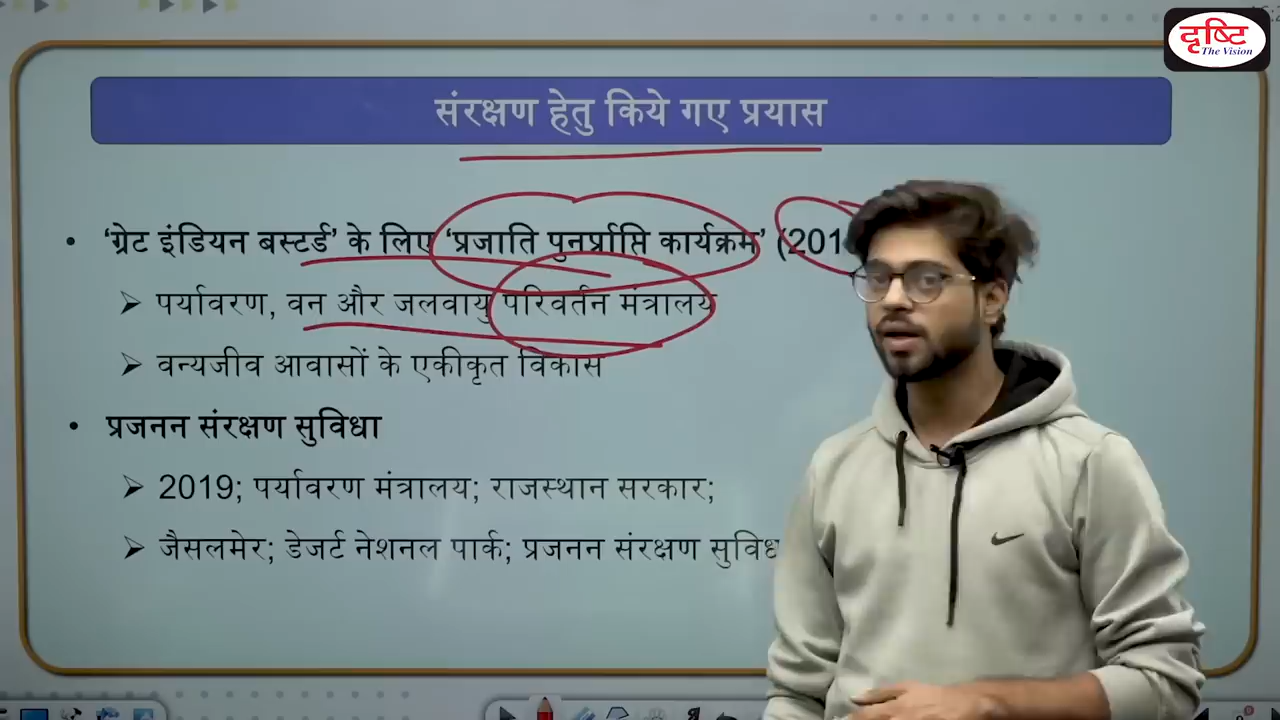 दृष्टि
The Vision
संरक्षण हेतु किये गए प्रयास
• ‘ग्रेट इंडियन बस्टर्ड’ के लिए ‘प्रजाति पुनर्प्राप्ति कार्यक्रम’ (201
➢ पर्यावरण, वन और जलवायु परिवर्तन मंत्रालय
➢ वन्यजीव आवासों के एकीकृत विकास
• प्रजनन संरक्षण सुविधा
➢ 2019; पर्यावरण मंत्रालय; राजस्थान सरकार;
➢ जैसलमेर; डेजर्ट नेशनल पार्क; प्रजनन संरक्षण